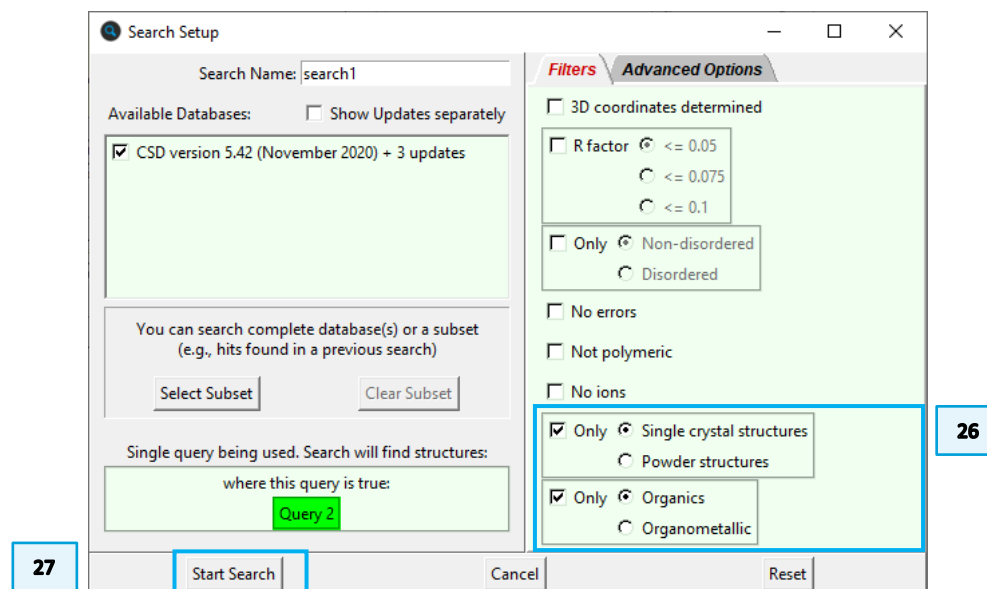 Search Setup
Search Name: search1
Available Databases: Show Updates separately
CSD version 5.42 (November 2020) + 3 updates
You can search complete database(s) or a subset
(e.g., hits found in a previous search)
Select Subset Clear Subset
Single query being used. Search will find structures:
where this query is true:
Query 2
Filters Advanced Options
3D coordinates determined
R factor <= 0.05
<= 0.075
<= 0.1
Only Non-disordered
Disordered
No errors
Not polymeric
No ions
Only Single crystal structures
Powder structures
Only Organics
Organometallic
26
27
Start Search Cancel Reset